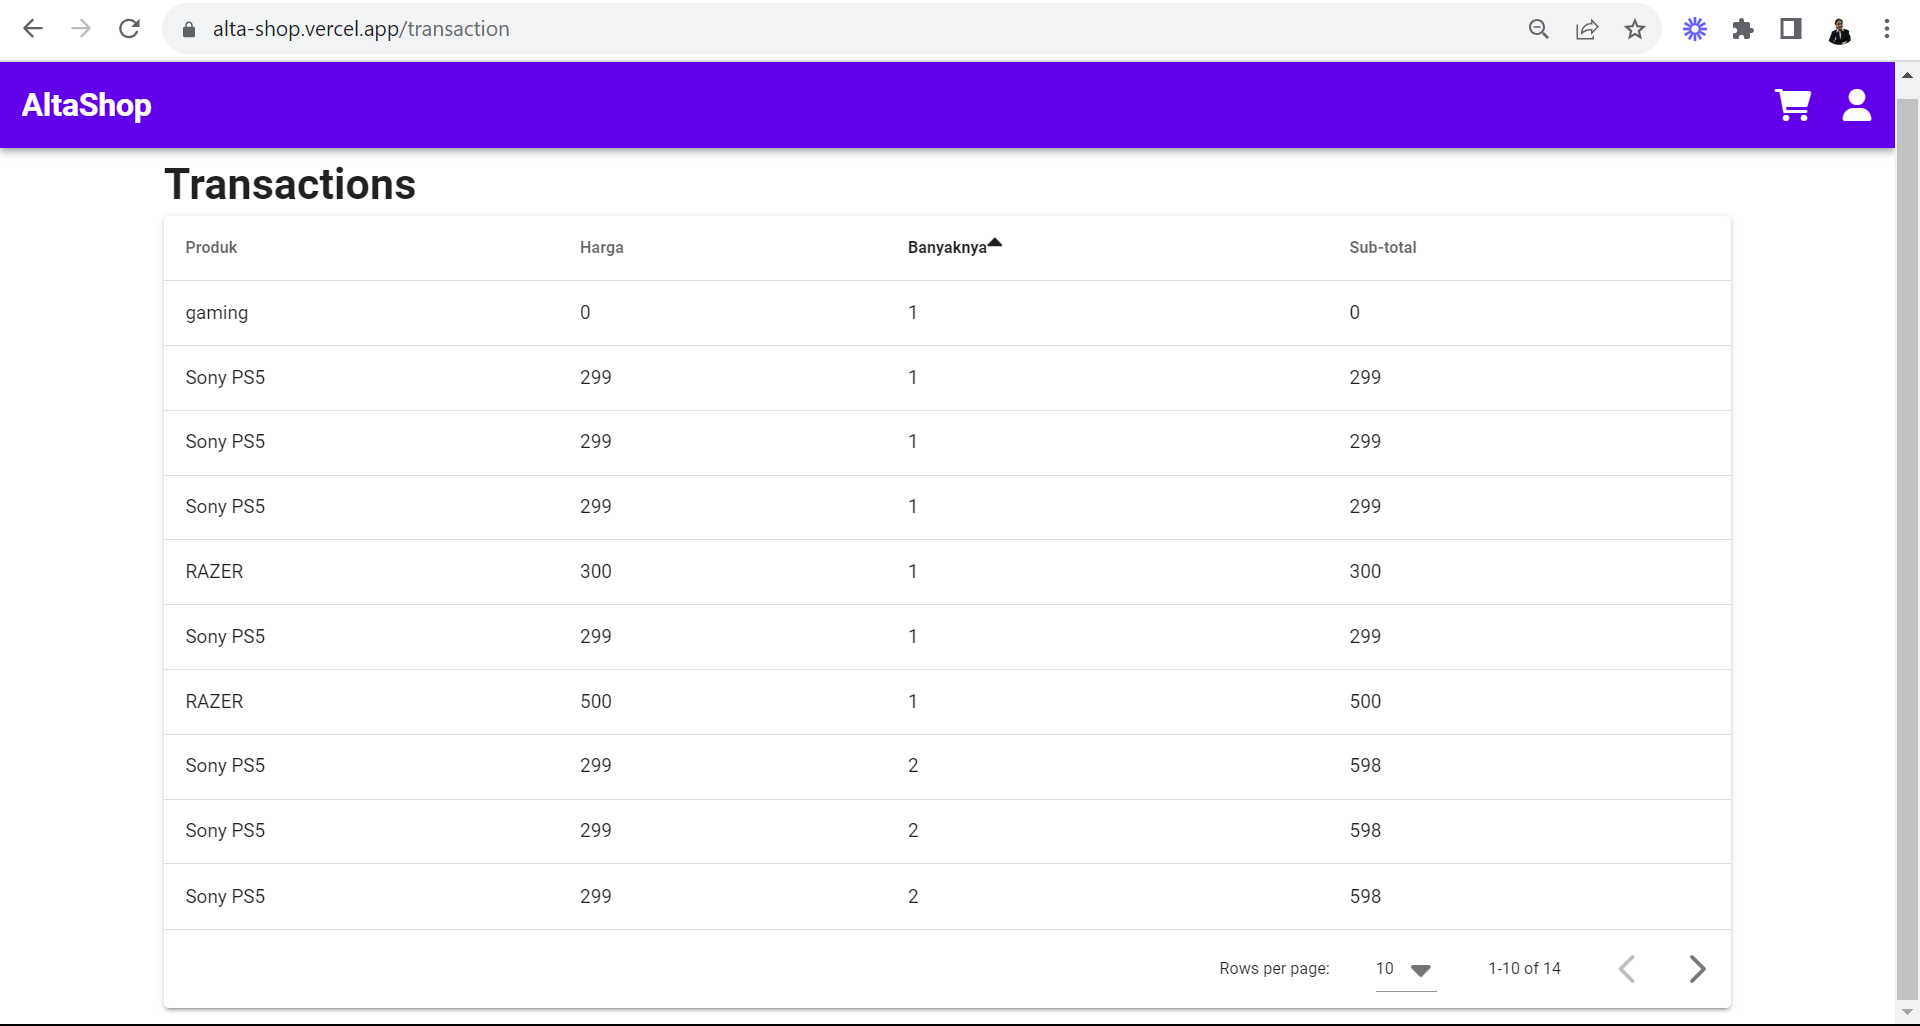 alta-shop.vercel.app/transaction
AltaShop
Transactions
Produk Harga Banyaknya Sub-total
gaming 0 1 0
Sony PS5 299 1 299
Sony PS5 299 1 299
Sony PS5 299 1 299
RAZER 300 1 300
Sony PS5 299 1 299
RAZER 500 1 500
Sony PS5 299 2 598
Sony PS5 299 2 598
Sony PS5 299 2 598
Rows per page: 10 1-10 of 14